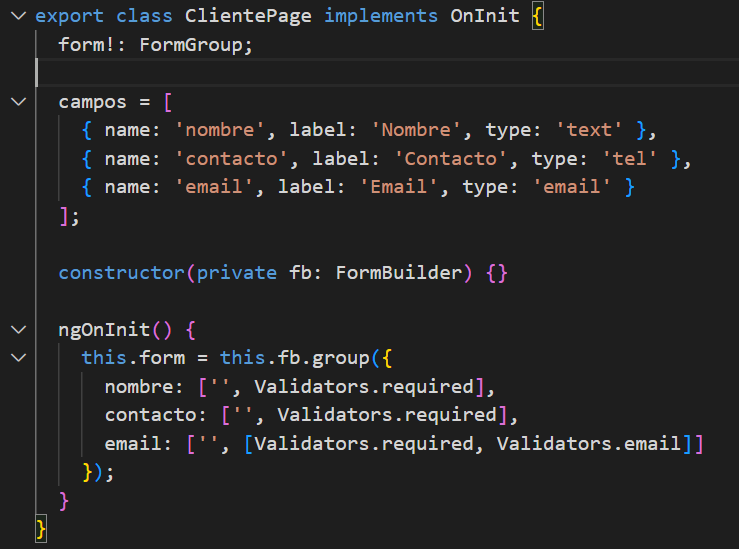 export class ClientePage implements OnInit {
form!: FormGroup;
campos = [
{ name: 'nombre', label: 'Nombre', type: 'text' },
{ name: 'contacto', label: 'Contacto', type: 'tel' },
{ name: 'email', label: 'Email', type: 'email' }
];
constructor(private fb: FormBuilder) {}
ngOnInit() {
this.form = this.fb.group({
nombre: ['', Validators.required],
contacto: ['', Validators.required],
email: ['', [Validators.required, Validators.email]]
});
}
}